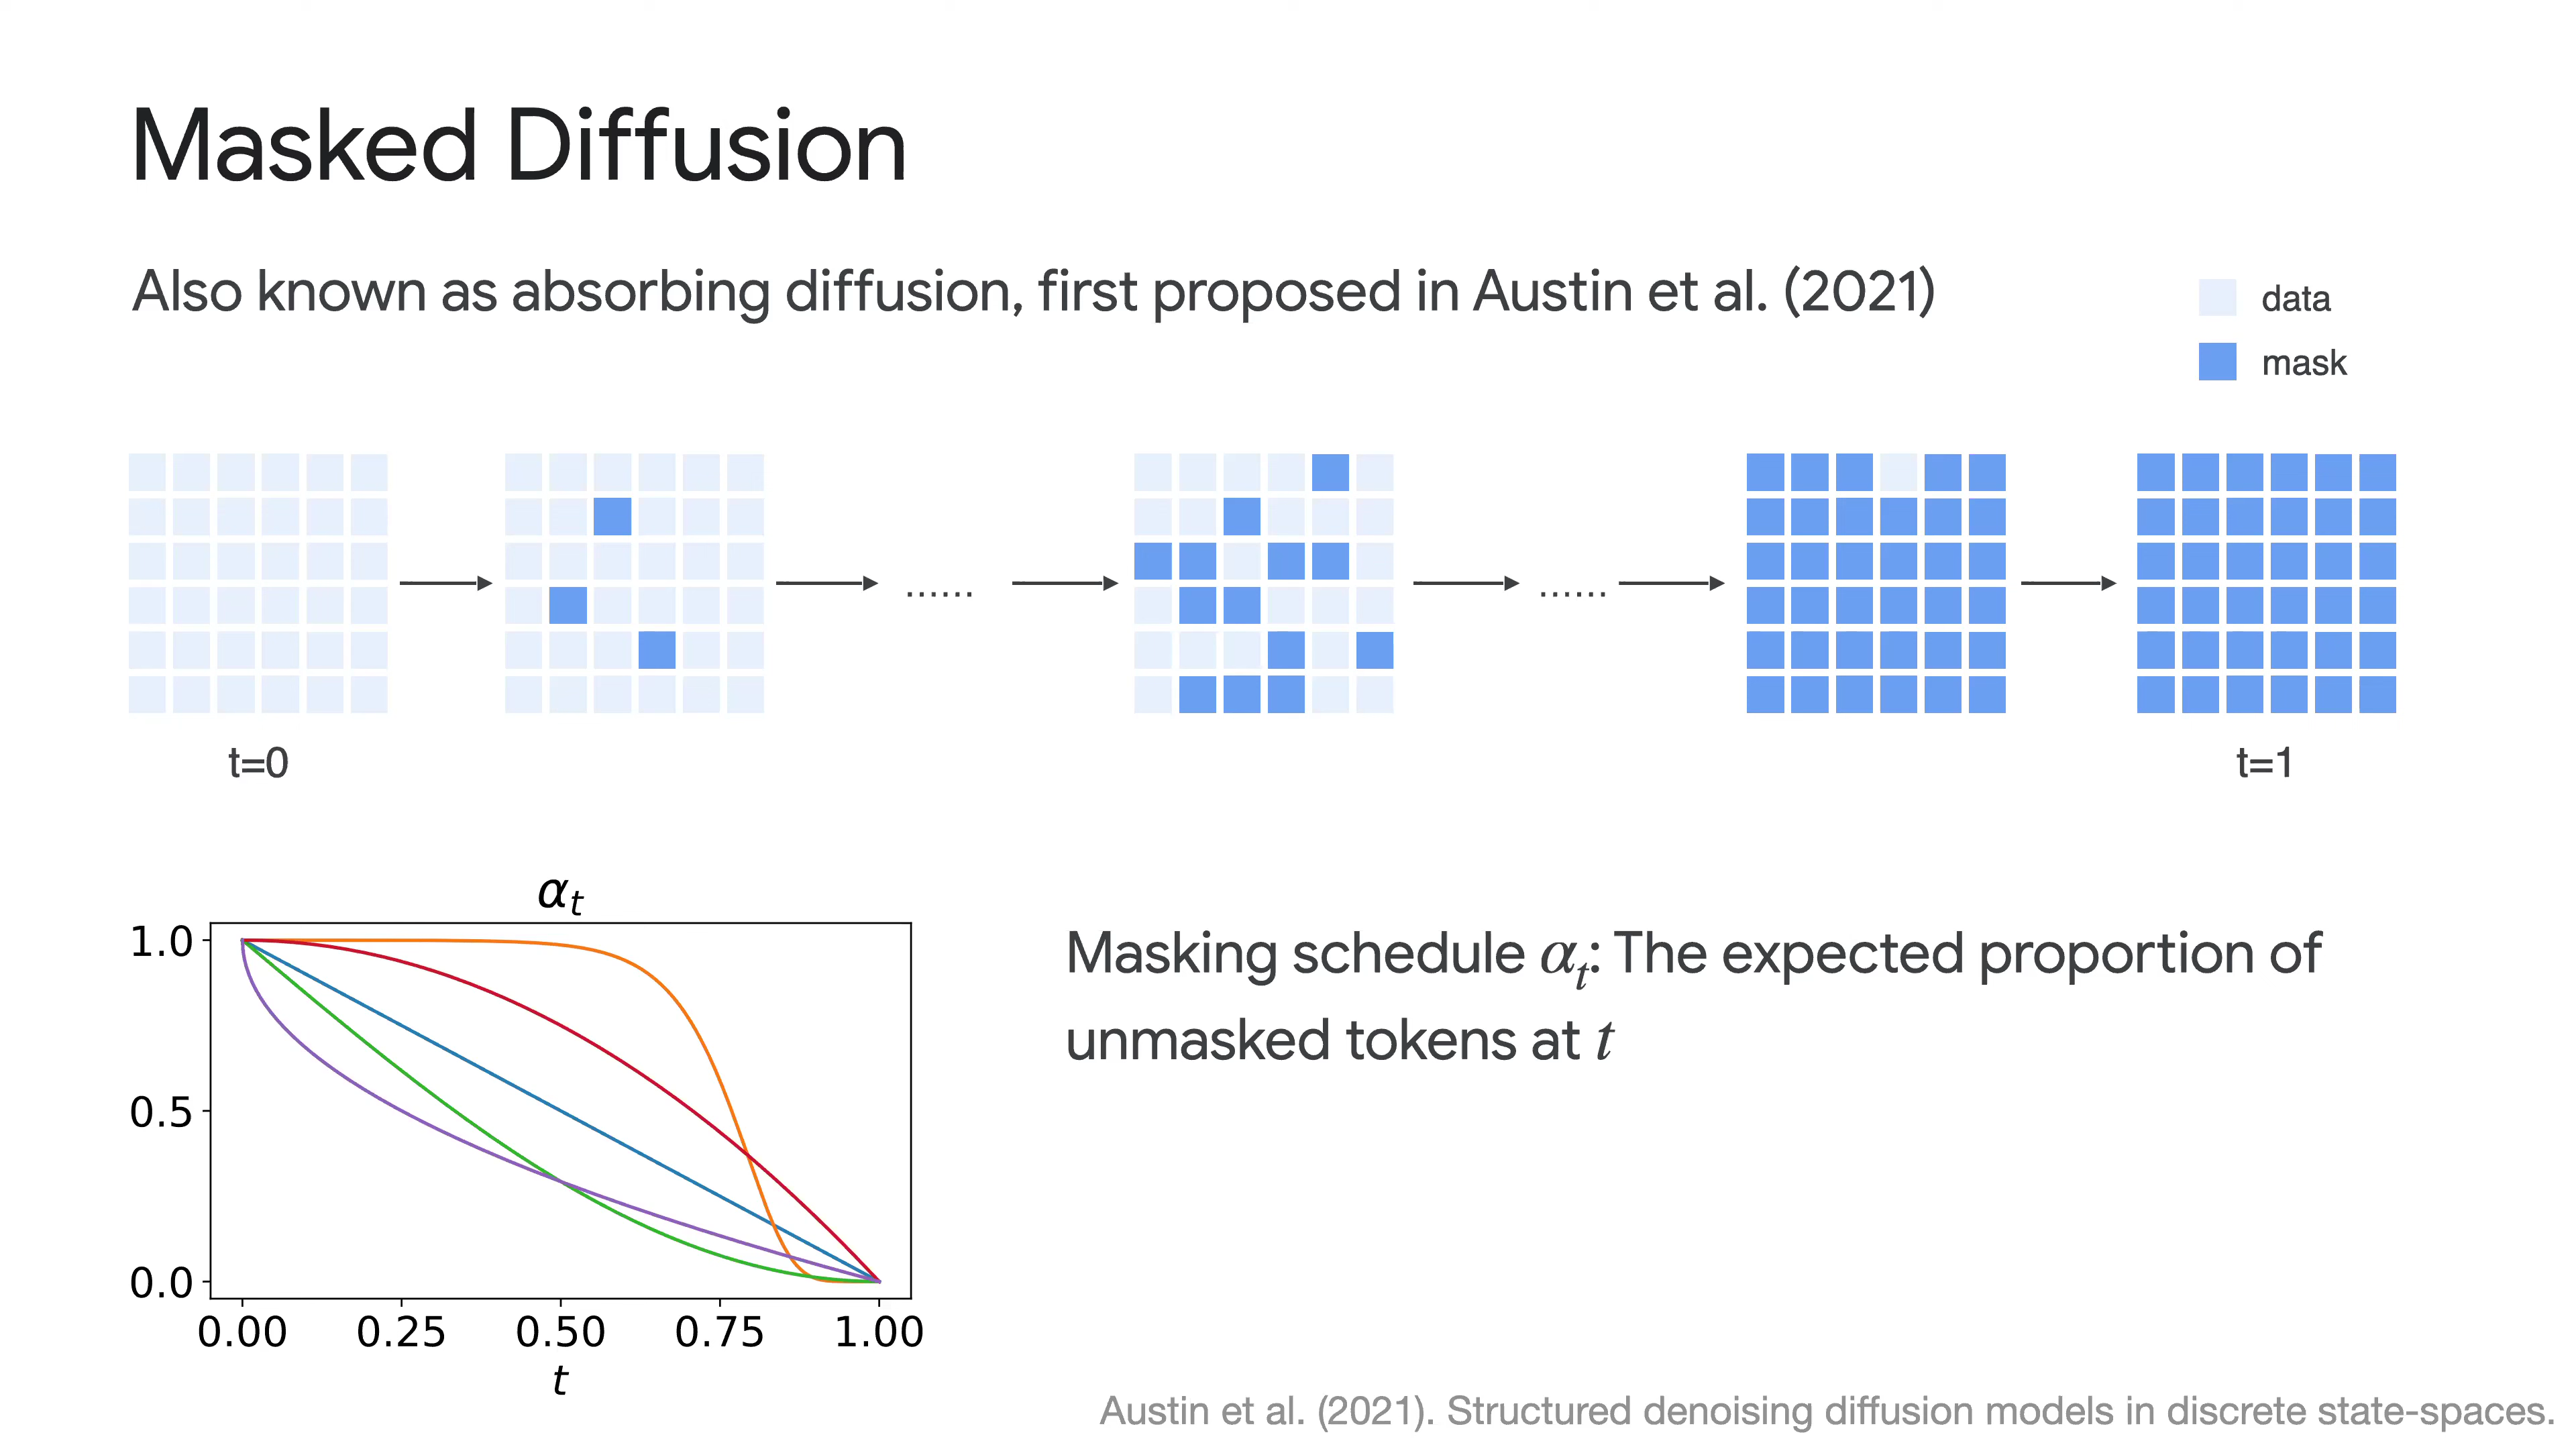 Masked Diffusion
Also known as absorbing diffusion, first proposed in Austin et al. (2021)
data
mask
......
......
t=0
t=1
αt
1.0
0.5
0.0
0.00 0.25 0.50 0.75 1.00
t
Masking schedule αt: The expected proportion of
unmasked tokens at t
Austin et al. (2021). Structured denoising diffusion models in discrete state-spaces.